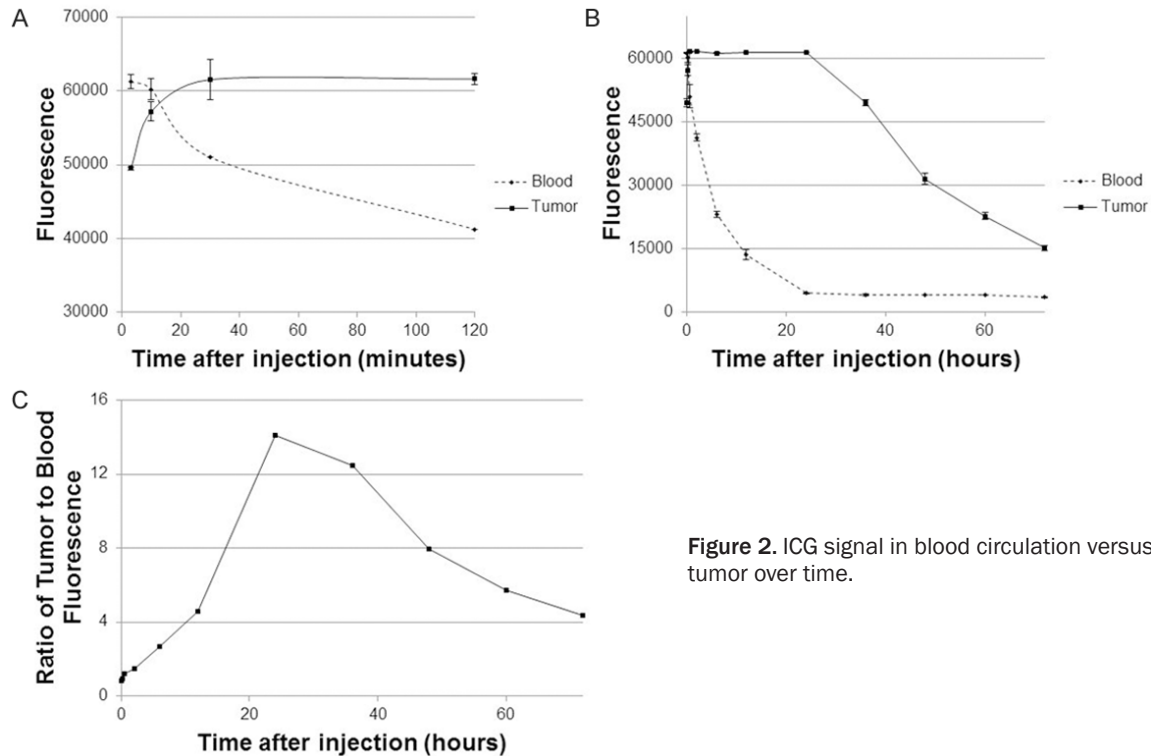 A
70000
60000
50000
40000
30000
0 20 40 60 80 100 120
Fluorescence
Time after injection (minutes)
Blood
Tumor
B
60000
45000
30000
15000
0
0 20 40 60
Fluorescence
Time after injection (hours)
Blood
Tumor
C
16
12
8
4
0
0 20 40 60
Ratio of Tumor to Blood
Fluorescence
Time after injection (hours)
Figure 2. ICG signal in blood circulation versus
tumor over time.